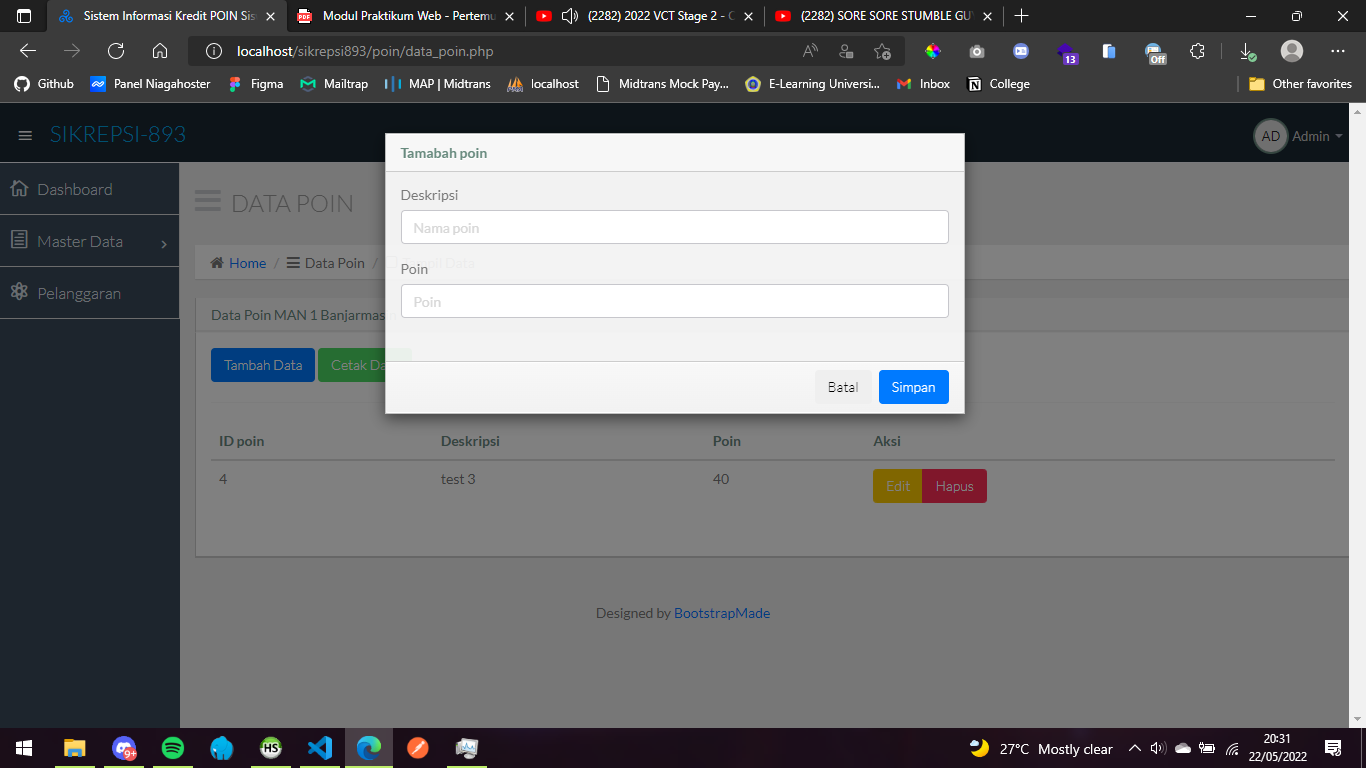 Sistem Informasi Kredit POIN Sis
Modul Praktikum Web - Pertemu
(2282) 2022 VCT Stage 2 - C
(2282) SORE SORE STUMBLE GU
localhost/sikrepsi893/poin/data_poin.php
13
Off
Github
Panel Niagahoster
Figma
Mailtrap
MAP | Midtrans
localhost
Midtrans Mock Pay...
E-Learning Universi...
Inbox
College
Other favorites
SIKREPSI-893
AD Admin
Dashboard
Master Data
Pelanggaran
DATA POIN
Home / Data Poin /
Data Poin MAN 1 Banjarmas
Tambah Data
Cetak Da
Tamabah poin
Deskripsi
Nama poin
Poin
Poin
Batal
Simpan
ID poin Deskripsi Poin Aksi
4 test 3 40 Edit Hapus
Designed by BootstrapMade
9+
HS
27°C Mostly clear
20:31
22/05/2022